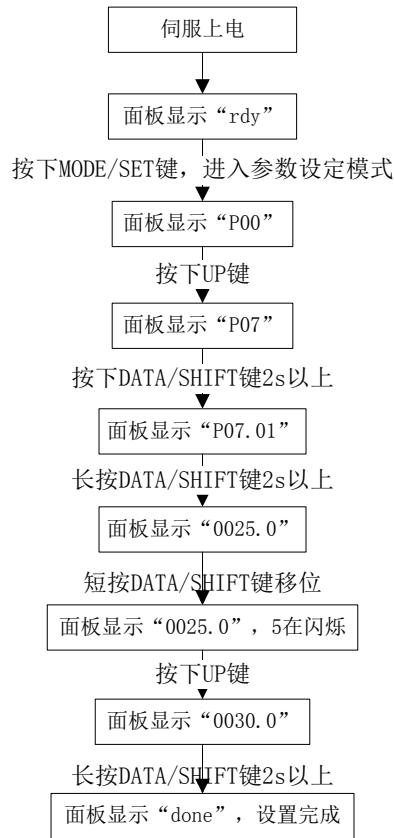 伺服上电
面板显示“rdy”
按下MODE/SET键，进入参数设定模式
面板显示“P00”
按下UP键
面板显示“P07”
按下DATA/SHIFT键2s以上
面板显示“P07.01”
长按DATA/SHIFT键2s以上
面板显示“0025.0”
短按DATA/SHIFT键移位
面板显示“0025.0”，5在闪烁
按下UP键
面板显示“0030.0”
长按DATA/SHIFT键2s以上
面板显示“done”，设置完成